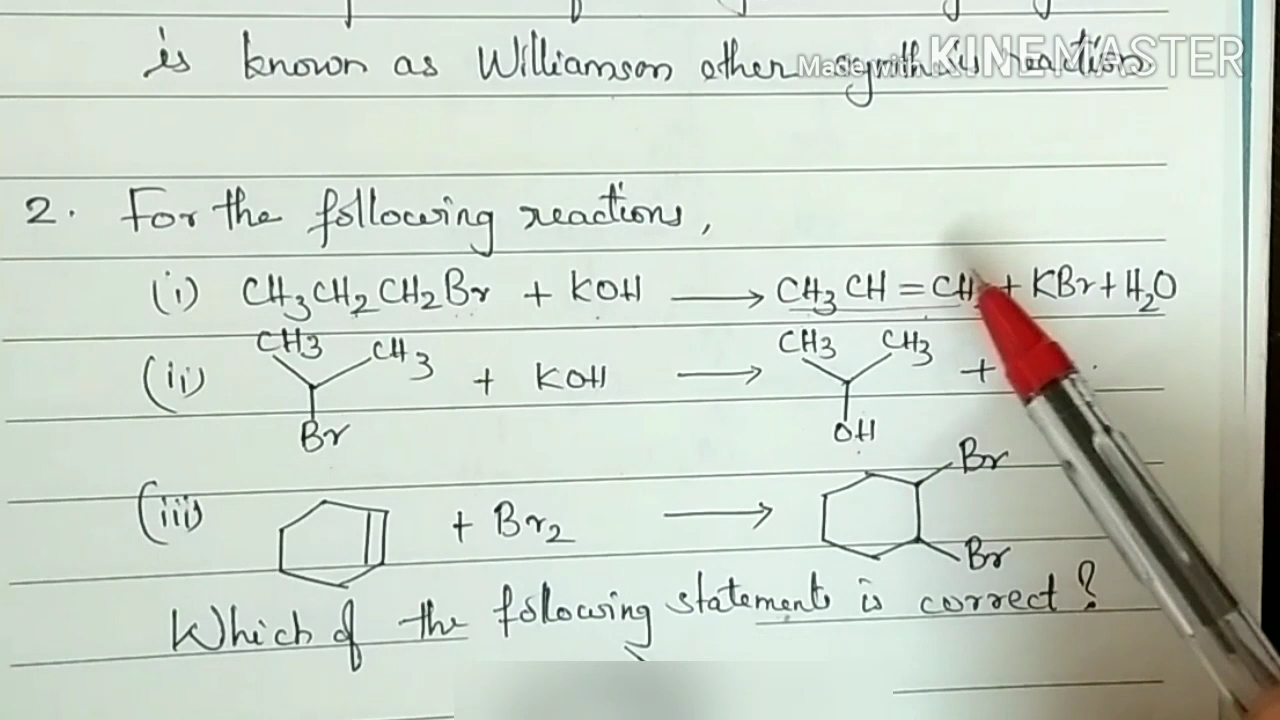 is known as Williamson ether synthesis reaction
Made with KINEMASTER
2. For the following reactions,
(i) CH3CH2CH2Br + KOH ⟶ CH3CH=CH + KBr + H2O
CH3 CH3 CH3 CH3
(ii) + KOH ⟶ +
Br OH
Br
(iii) + Br2 ⟶
Br
Which of the following statements is correct?